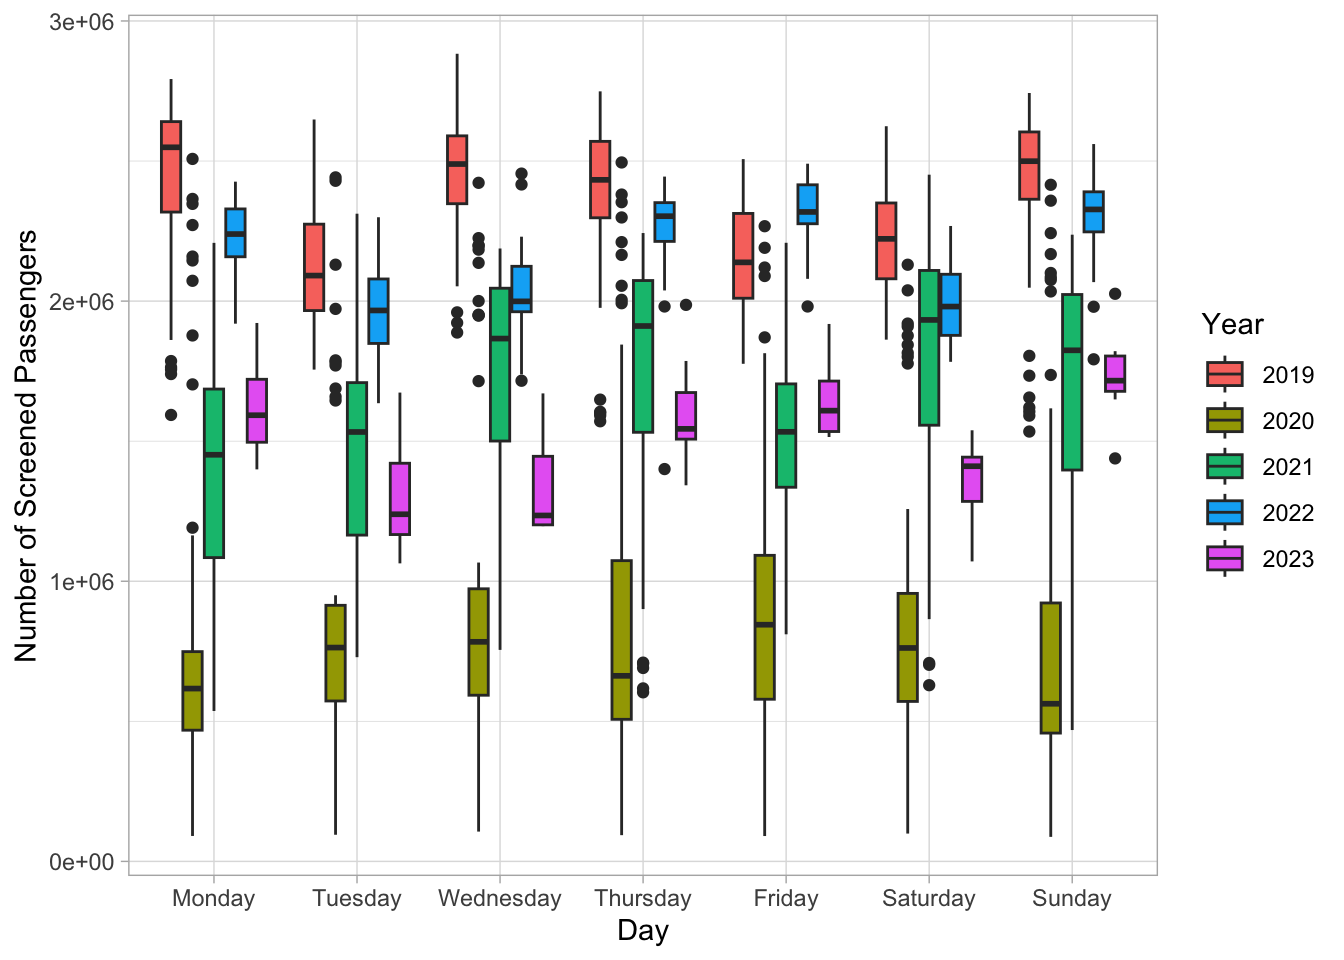 Number of Screened Passengers
3e+06
2e+06
1e+06
0e+00
Monday Tuesday Wednesday Thursday Friday Saturday Sunday
Day
Year
2019
2020
2021
2022
2023